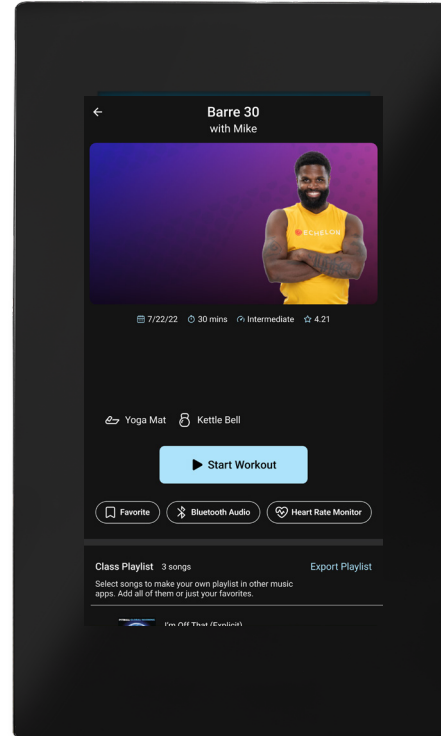 Barre 30
with Mike
ECHELON
7/22/22 30 mins Intermediate 4.21
Yoga Mat Kettle Bell
Start Workout
Favorite Bluetooth Audio Heart Rate Monitor
Class Playlist 3 songs Export Playlist
Select songs to make your own playlist in other music
apps. Add all of them or just your favorites.
I'm Off That (Explicit)